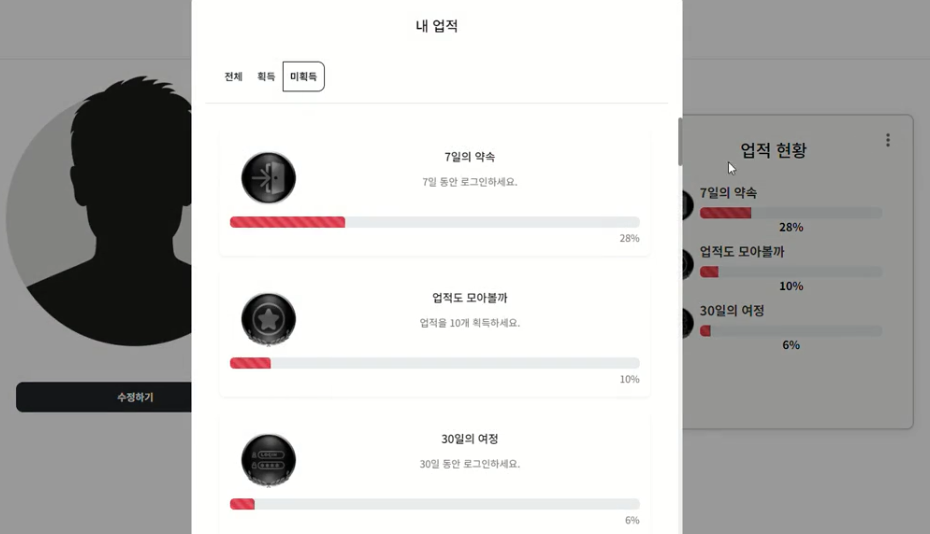 내 업적
전체 획득 미획득
7일의 약속
7일 동안 로그인하세요.
28%
업적도 모아볼까
업적을 10개 획득하세요.
10%
30일의 여정
30일 동안 로그인하세요.
6%
수정하기
업적 현황
7일의 약속
28%
업적도 모아볼까
10%
30일의 여정
6%